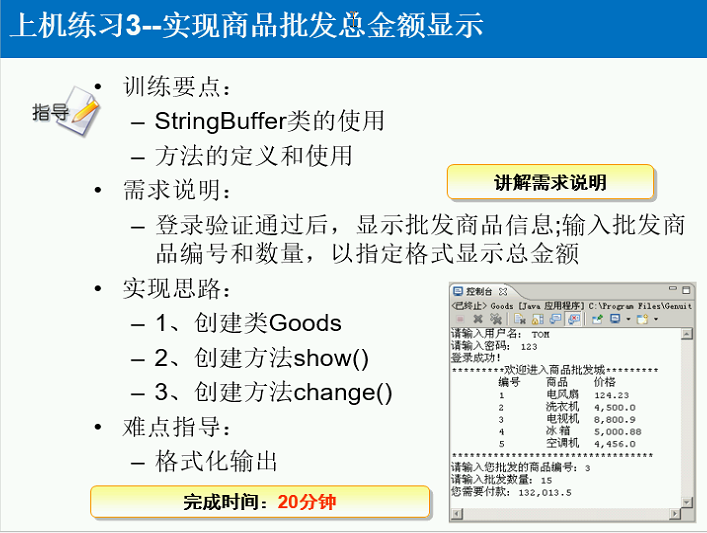 上机练习3--实现商品批发总金额显示
指导
• 训练要点：
– StringBuffer类的使用
– 方法的定义和使用
• 需求说明：
讲解需求说明
– 登录验证通过后，显示批发商品信息;输入批发商
品编号和数量，以指定格式显示总金额
• 实现思路：
– 1、创建类Goods
– 2、创建方法show()
– 3、创建方法change()
• 难点指导：
– 格式化输出
完成时间：20分钟
控制台
<已终止> Goods [Java 应用程序] C:\Program Files\Genuit
请输入用户名: TOM
请输入密码: 123
登录成功!
*********欢迎进入商品批发城*********
编号 商品 价格
1 电风扇 124.23
2 洗衣机 4,500.0
3 电视机 8,800.9
4 冰箱 5,000.88
5 空调机 4,456.0
**********************************
请输入您批发的商品编号: 3
请输入批发数量: 15
您需要付款: 132,013.5